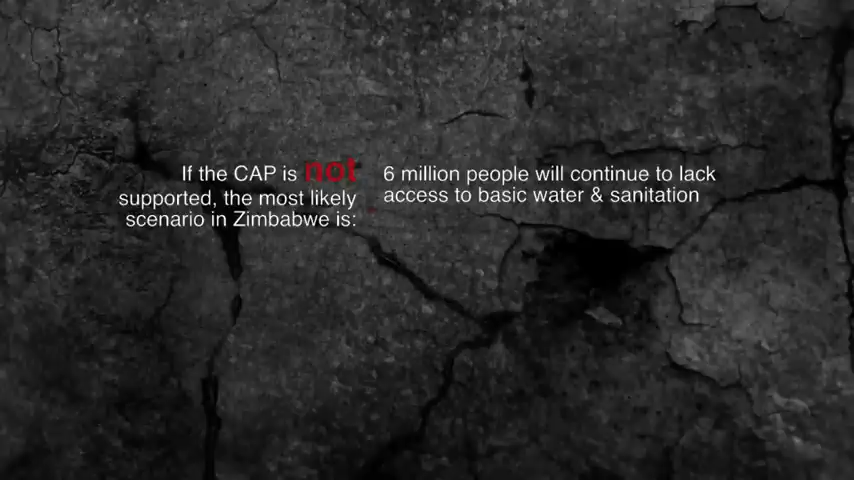 If the CAP is not
supported, the most likely
scenario in Zimbabwe is:
6 million people will continue to lack
access to basic water & sanitation